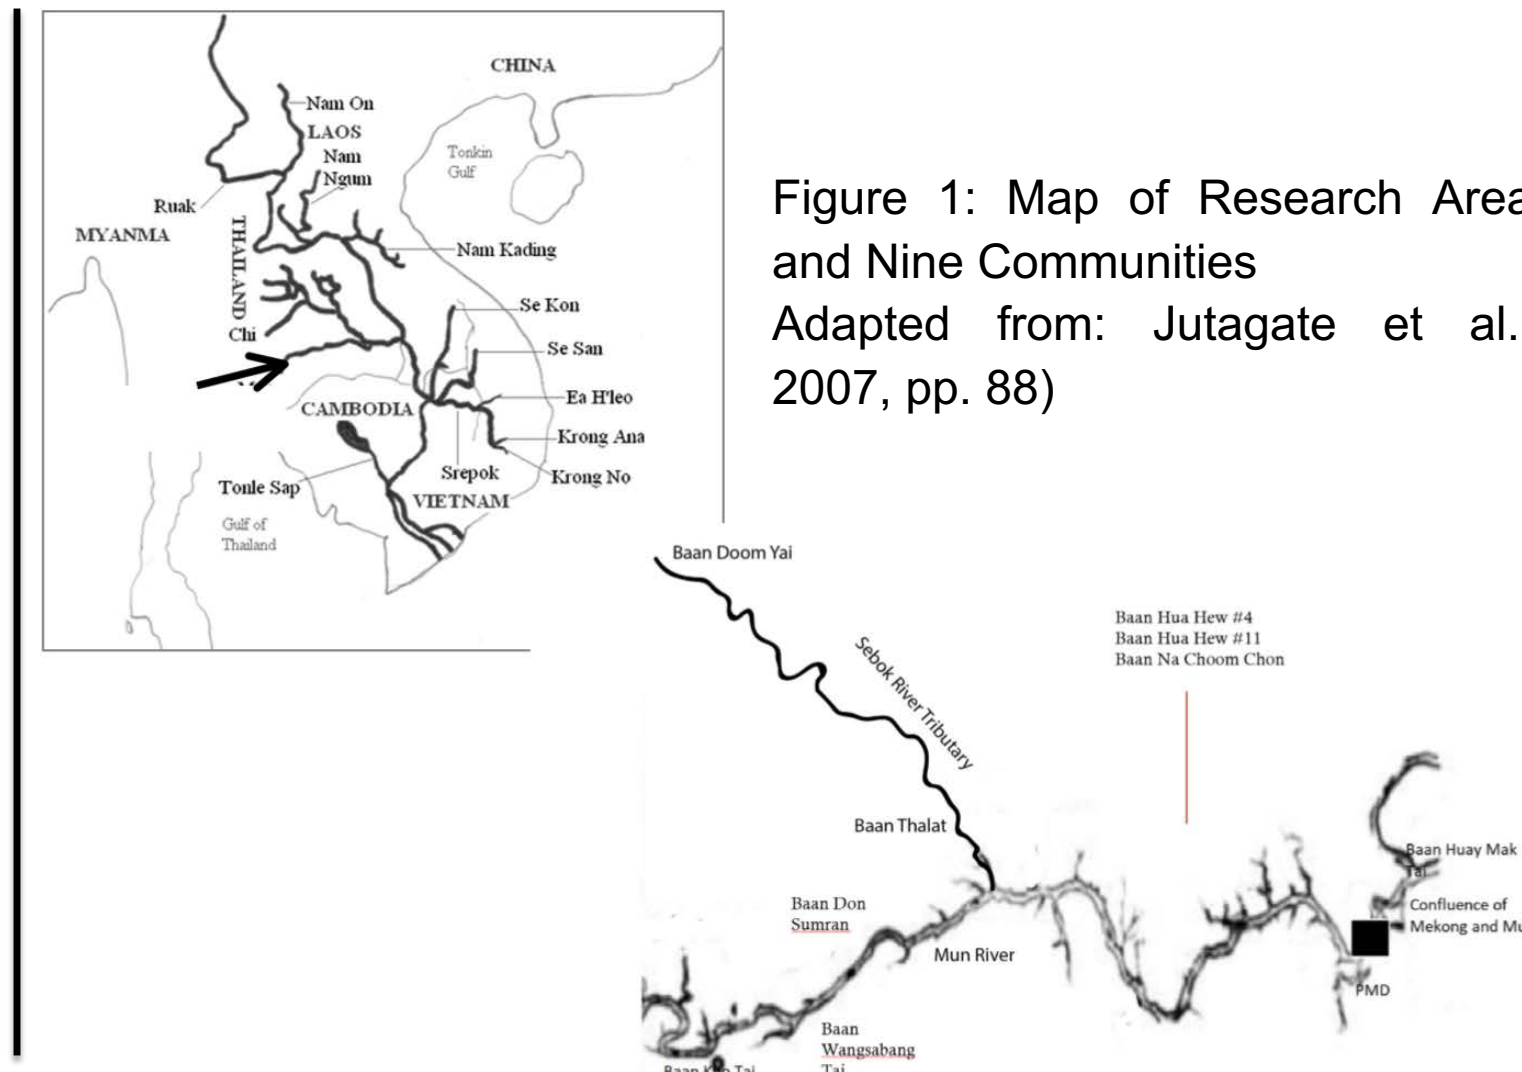 CHINA
Nam On
LAOS
Nam
Ngum
Tonkin
Gulf
Ruak
MYANMA
THAILAND
Nam Kading
Se Kon
Chi
Se San
CAMBODIA
Ea H'leo
Krong Ana
Srepok
Krong No
Tonle Sap
VIETNAM
Gulf of
Thailand
Figure 1: Map of Research Area
and Nine Communities
Adapted from: Jutagate et al.
2007, pp. 88)
Baan Doom Yai
Sebok River Tributary
Baan Hua Hew #4
Baan Hua Hew #11
Baan Na Choom Chon
Baan Thalat
Baan Huay Mak
Tai
Baan Don
Sumran
Confluence of
Mekong and Mu
Mun River
PMD
Baan
Wangsabang
Tai
Baan
Tai